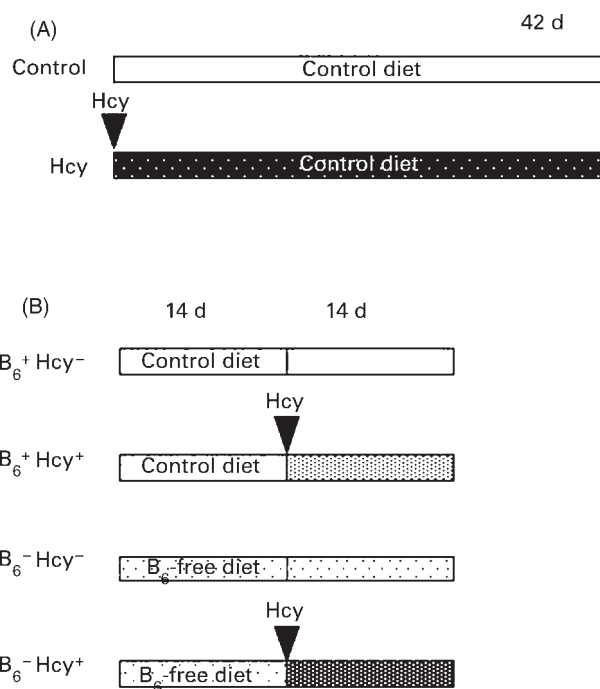 (A)
42 d
Control
Control diet
Hcy
Hcy
Control diet
(B)
14 d 14 d
B₆⁺ Hcy⁻
Control diet
Hcy
B₆⁺ Hcy⁺
Control diet
B₆⁻ Hcy⁻
B₆-free diet
Hcy
B₆⁻ Hcy⁺
B₆-free diet